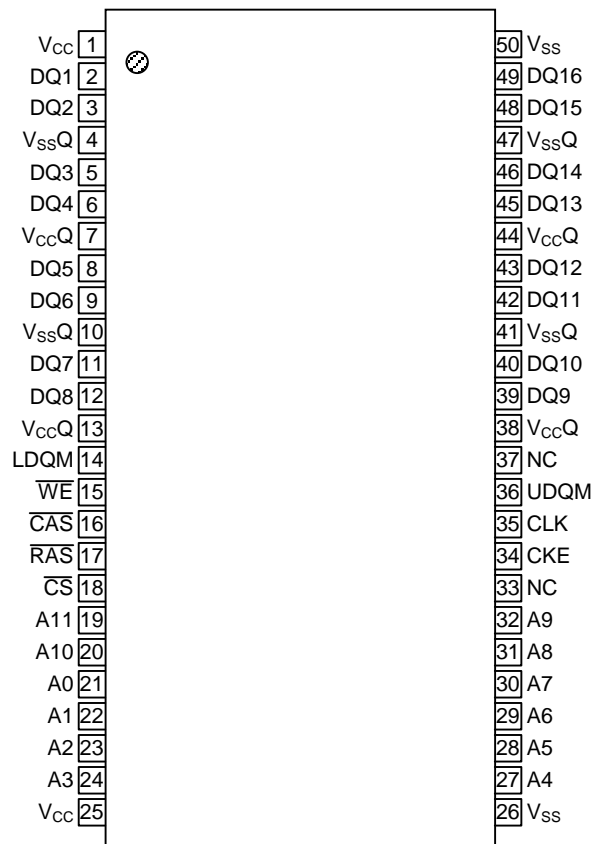 VCC 1 50 VSS
DQ1 2 49 DQ16
DQ2 3 48 DQ15
VSSQ 4 47 VSSQ
DQ3 5 46 DQ14
DQ4 6 45 DQ13
VCCQ 7 44 VCCQ
DQ5 8 43 DQ12
DQ6 9 42 DQ11
VSSQ 10 41 VSSQ
DQ7 11 40 DQ10
DQ8 12 39 DQ9
VCCQ 13 38 VCCQ
LDQM 14 37 NC
W̅E̅ 15 36 UDQM
C̅A̅S̅ 16 35 CLK
R̅A̅S̅ 17 34 CKE
C̅S̅ 18 33 NC
A11 19 32 A9
A10 20 31 A8
A0 21 30 A7
A1 22 29 A6
A2 23 28 A5
A3 24 27 A4
VCC 25 26 VSS